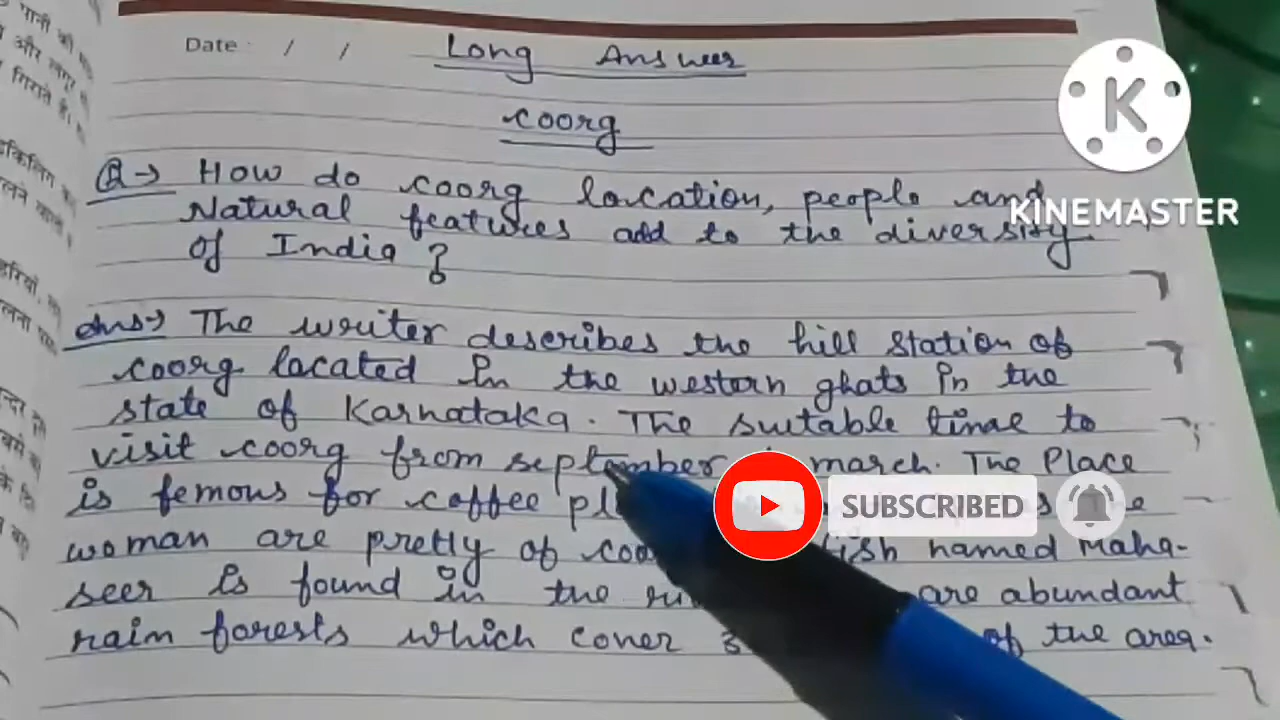 Date : / /
Long Answer
coorg
Q→ How do coorg location, people and
Natural features add to the diversity
of India ?
Ans→ The writer describes the hill station of
coorg located in the western ghats in the
state of Karnataka. The suitable time to
visit coorg from september march. The Place
is femous for coffee
woman are pretty of named Maha-
seer is found in the are abundant
rain forests which cover of the area.
K
KINEMASTER
SUBSCRIBED
पानी की
और लंगूर
गिराते हैं।